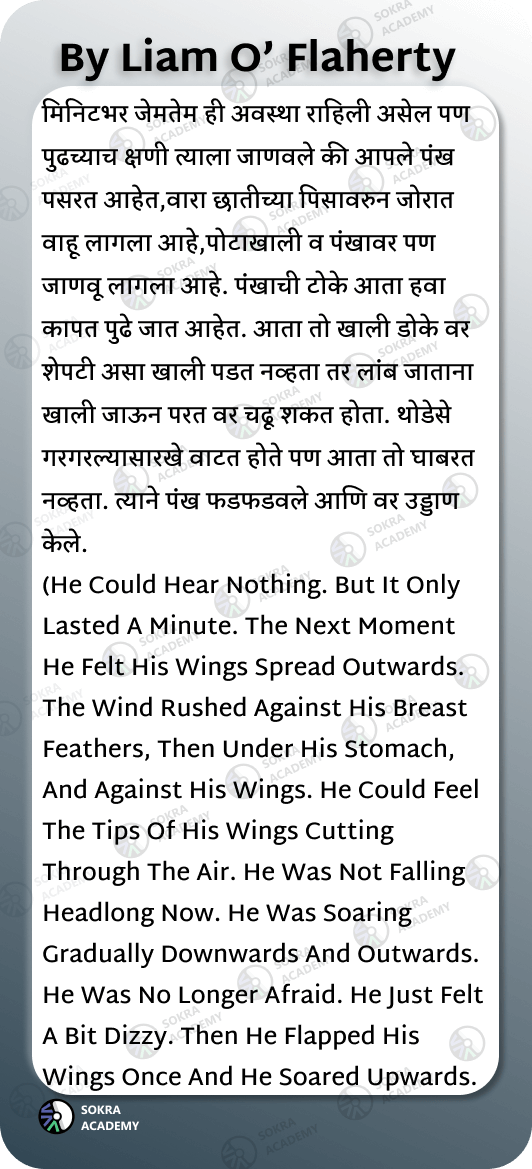 By Liam O’ Flaherty
मिनिटभर जेमतेम ही अवस्था राहिली असेल पण
पुढच्याच क्षणी त्याला जाणवले की आपले पंख
पसरत आहेत,वारा छातीच्या पिसावरुन जोरात
वाहू लागला आहे,पोटाखाली व पंखावर पण
जाणवू लागला आहे. पंखाची टोके आता हवा
कापत पुढे जात आहेत. आता तो खाली डोके वर
शेपटी असा खाली पडत नव्हता तर लांब जाताना
खाली जाऊन परत वर चढू शकत होता. थोडेसे
गरगरल्यासारखे वाटत होते पण आता तो घाबरत
नव्हता. त्याने पंख फडफडवले आणि वर उड्डाण
केले.
(He Could Hear Nothing. But It Only
Lasted A Minute. The Next Moment
He Felt His Wings Spread Outwards.
The Wind Rushed Against His Breast
Feathers, Then Under His Stomach,
And Against His Wings. He Could Feel
The Tips Of His Wings Cutting
Through The Air. He Was Not Falling
Headlong Now. He Was Soaring
Gradually Downwards And Outwards.
He Was No Longer Afraid. He Just Felt
A Bit Dizzy. Then He Flapped His
Wings Once And He Soared Upwards.
SOKRA
ACADEMY